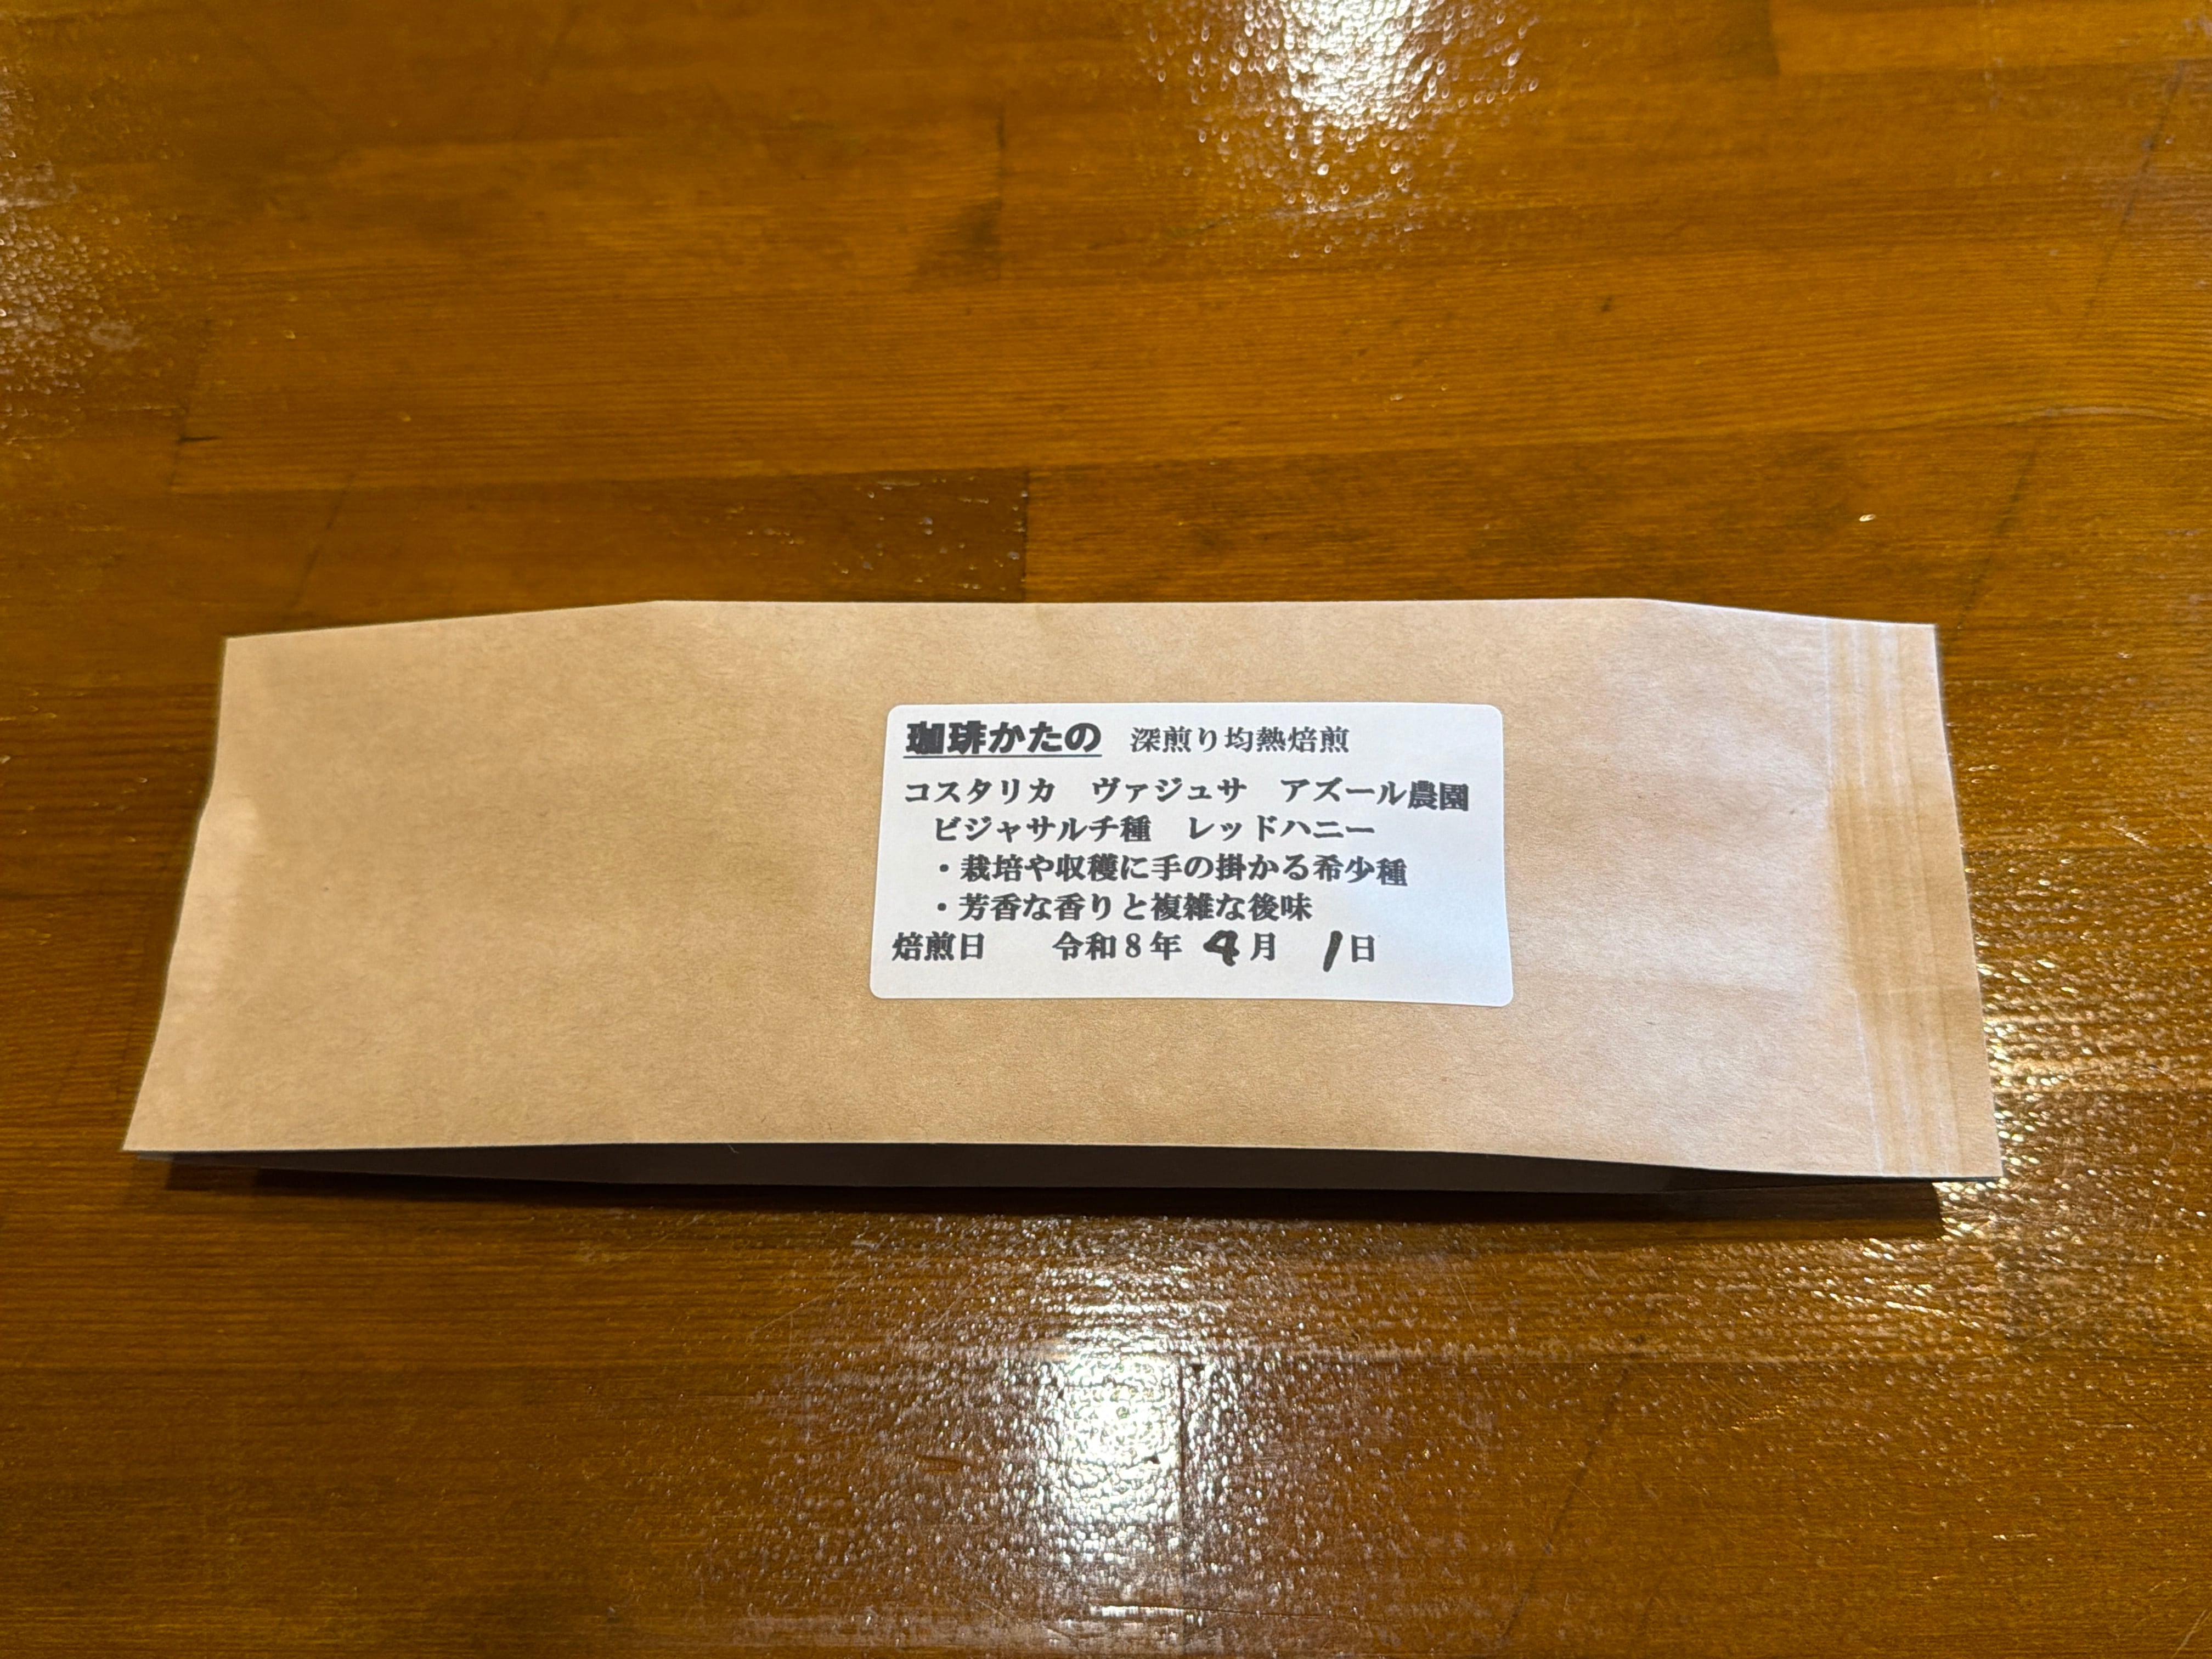 珈琲かたの　深煎り均熱焙煎
コスタリカ　ヴァジュサ　アズール農園
ビジャサルチ種　レッドハニー
・栽培や収穫に手の掛かる希少種
・芳香な香りと複雑な後味
焙煎日　令和８年 4月 1日